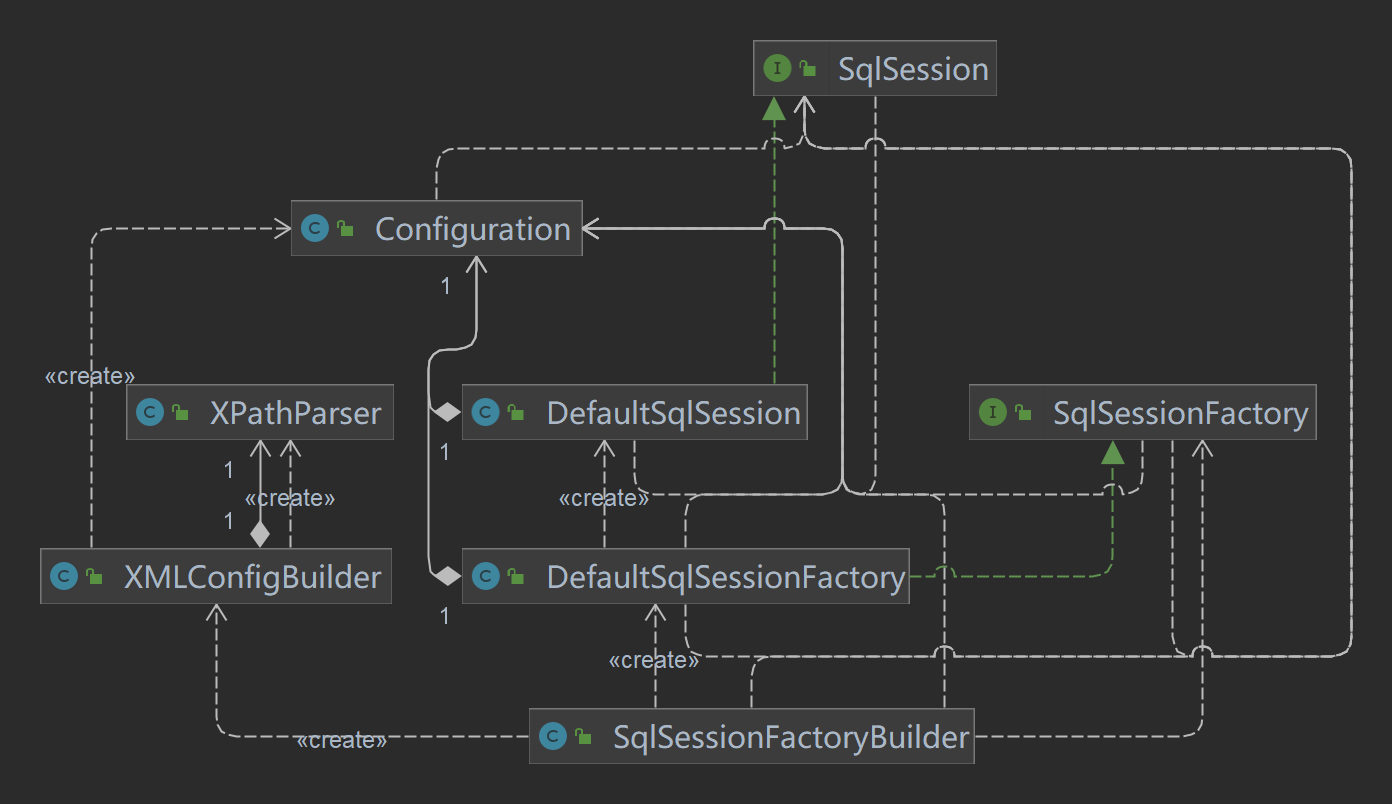 I SqlSession
C Configuration
1
«create»
C XPathParser
C DefaultSqlSession
I SqlSessionFactory
1
1
«create»
«create»
1
C XMLConfigBuilder
C DefaultSqlSessionFactory
1
«create»
C SqlSessionFactoryBuilder
«create»